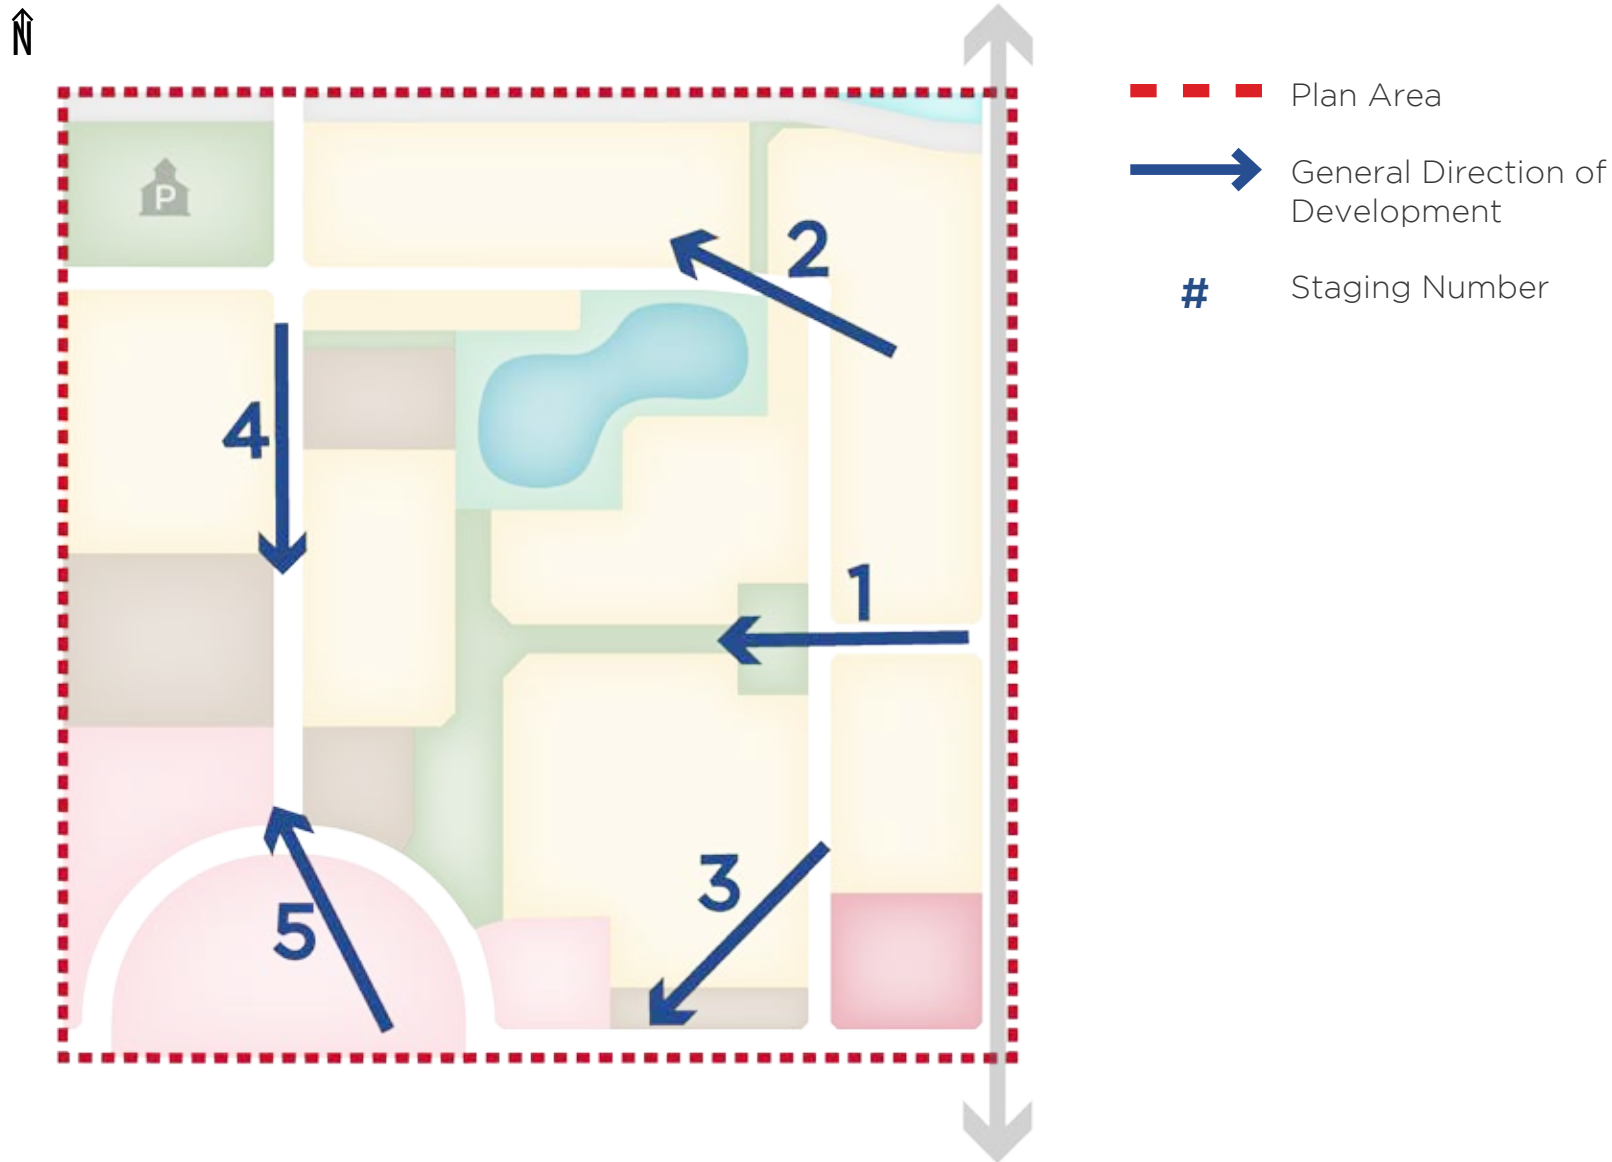 N
Plan Area
General Direction of
Development
# Staging Number
P
2
4
1
3
5